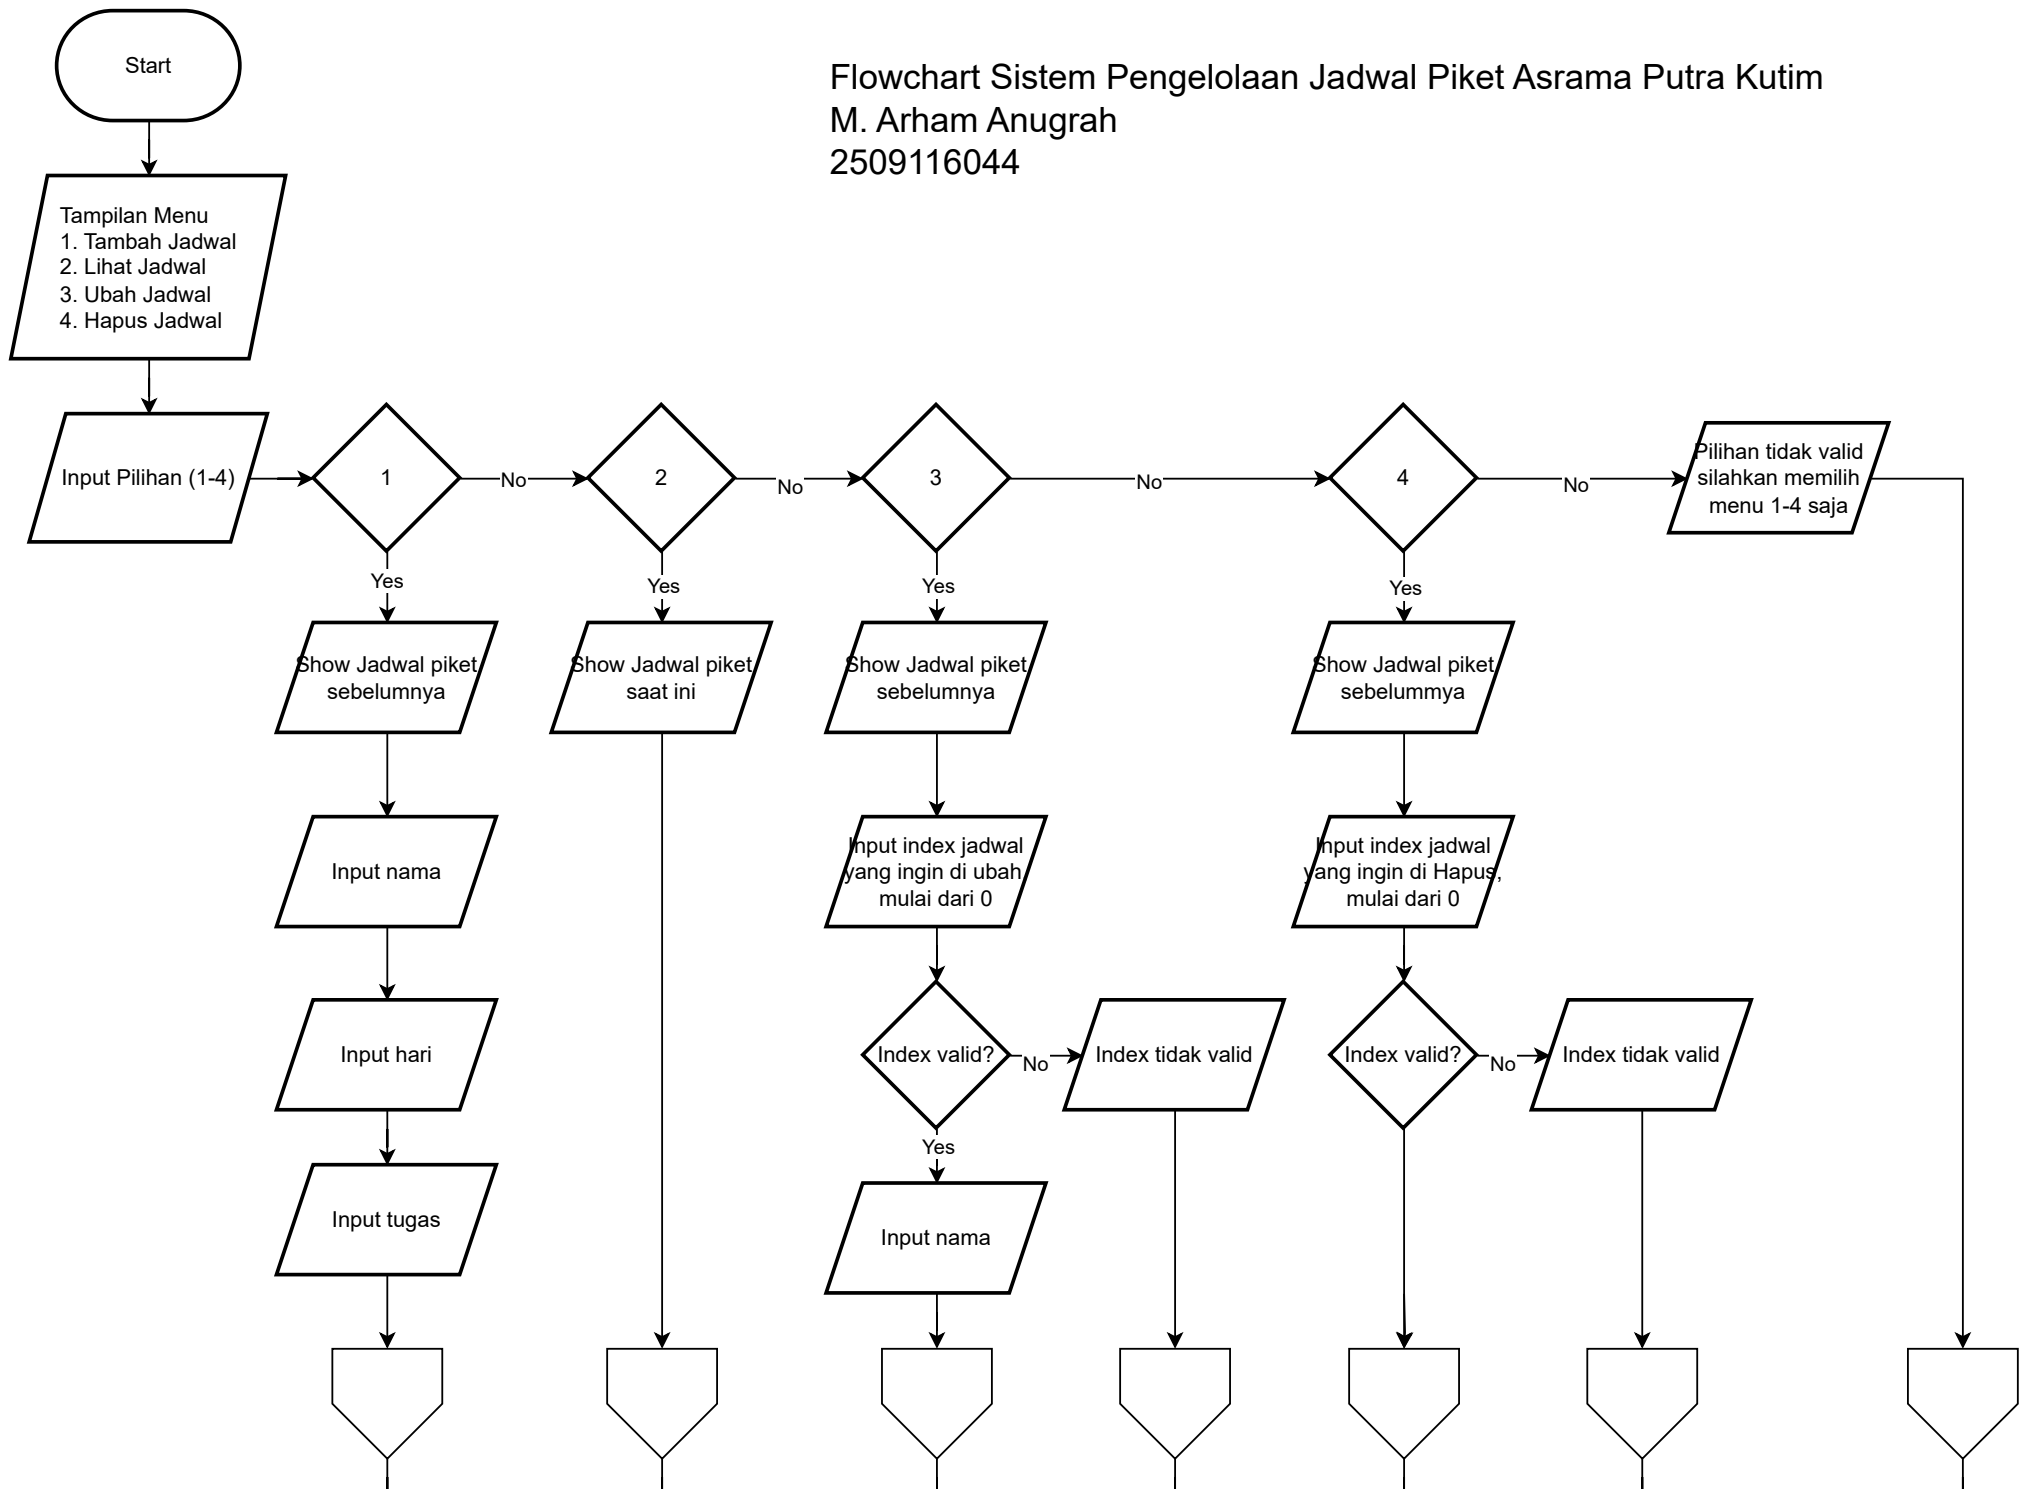 Start
Flowchart Sistem Pengelolaan Jadwal Piket Asrama Putra Kutim
M. Arham Anugrah
2509116044
Tampilan Menu
1. Tambah Jadwal
2. Lihat Jadwal
3. Ubah Jadwal
4. Hapus Jadwal
Input Pilihan (1-4)
1
No
2
No
3
No
4
No
Pilihan tidak valid
silahkan memilih
menu 1-4 saja
Yes
Yes
Yes
Yes
Show Jadwal piket
sebelumnya
Show Jadwal piket
saat ini
Show Jadwal piket
sebelumnya
Show Jadwal piket
sebelummya
Input nama
Input index jadwal
yang ingin di ubah,
mulai dari 0
Input index jadwal
yang ingin di Hapus,
mulai dari 0
Input hari
Index valid?
No
Index tidak valid
Index valid?
No
Index tidak valid
Yes
Input tugas
Input nama